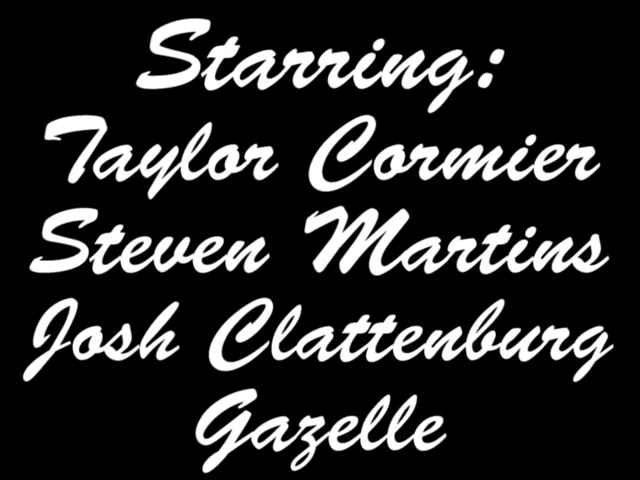 Starring:
Taylor Cormier
Steven Martins
Josh Clattenburg
Gazelle